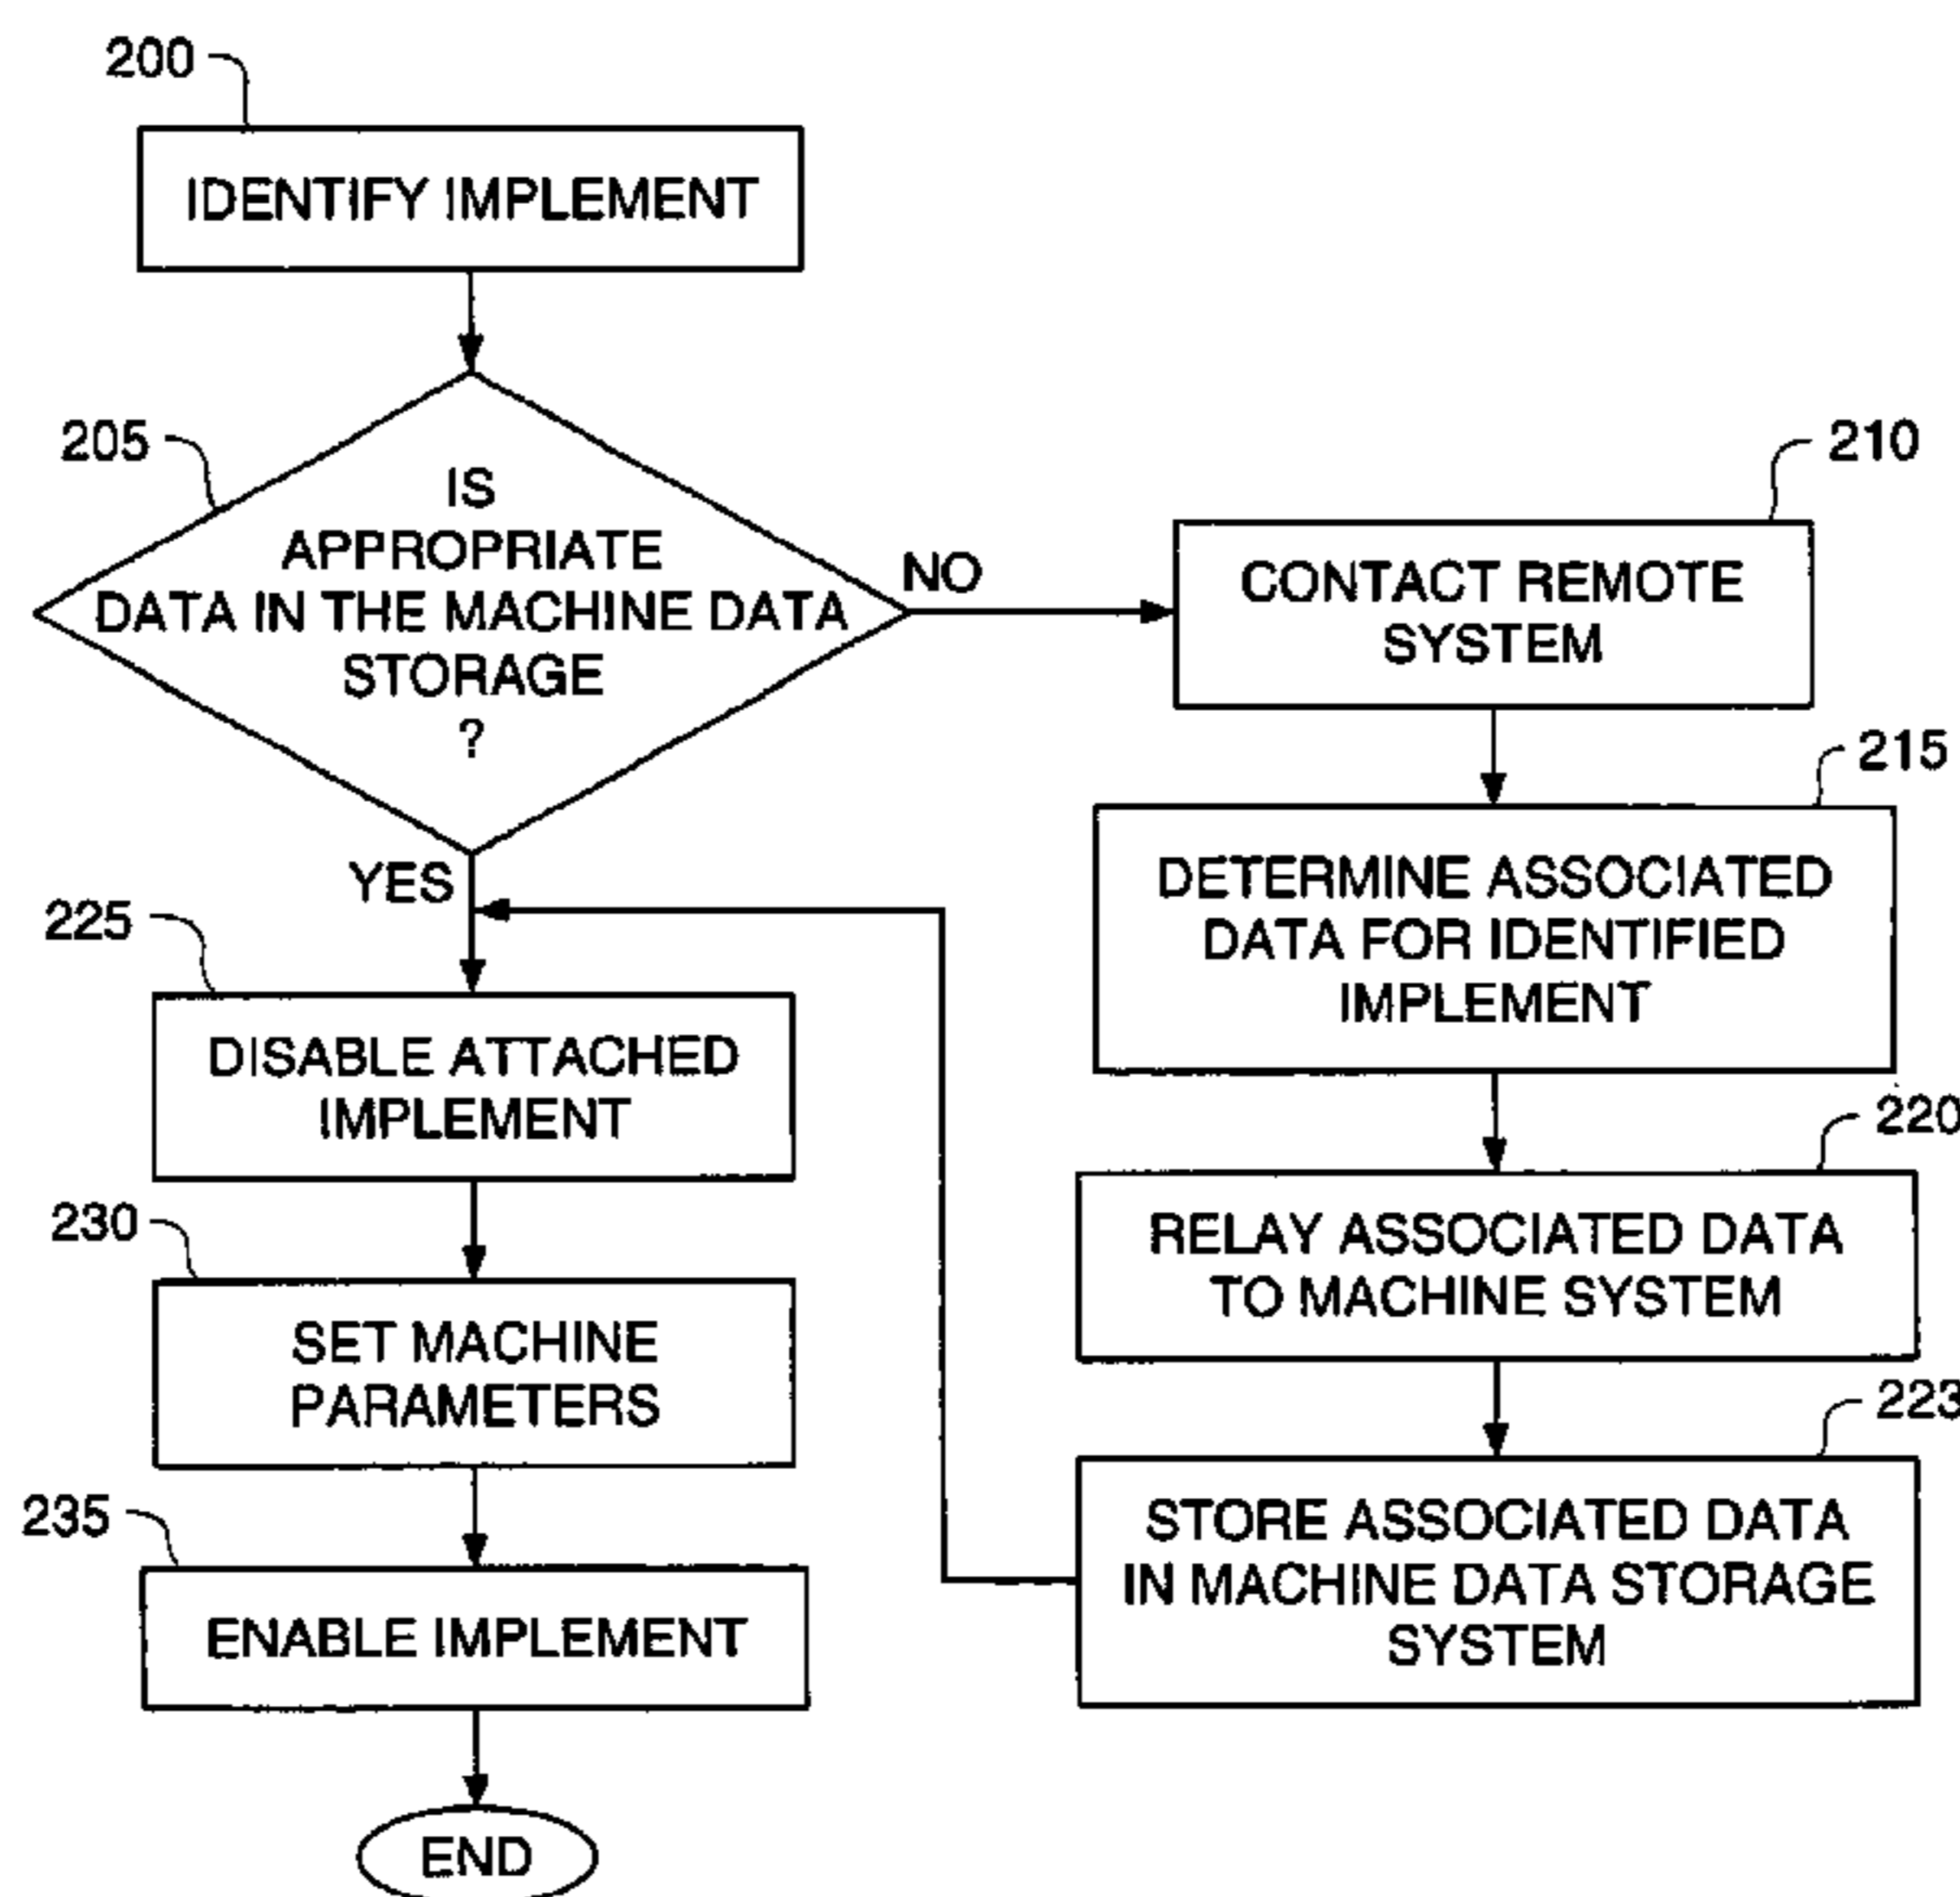 200
IDENTIFY IMPLEMENT
205
IS
APPROPRIATE
DATA IN THE MACHINE DATA
STORAGE
?
NO
YES
210
CONTACT REMOTE
SYSTEM
215
DETERMINE ASSOCIATED
DATA FOR IDENTIFIED
IMPLEMENT
220
RELAY ASSOCIATED DATA
TO MACHINE SYSTEM
223
STORE ASSOCIATED DATA
IN MACHINE DATA STORAGE
SYSTEM
225
DISABLE ATTACHED
IMPLEMENT
230
SET MACHINE
PARAMETERS
235
ENABLE IMPLEMENT
END